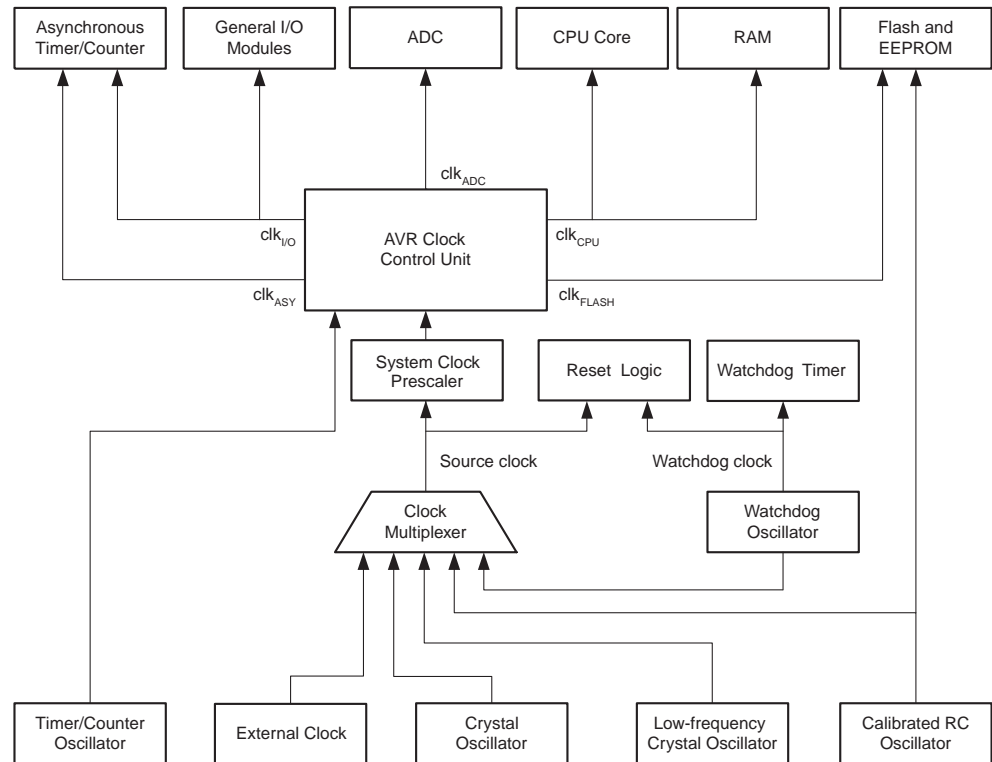 Asynchronous
Timer/Counter
General I/O
Modules
ADC
CPU Core
RAM
Flash and
EEPROM
clkADC
clkI/O
AVR Clock
Control Unit
clkCPU
clkASY
clkFLASH
System Clock
Prescaler
Reset Logic
Watchdog Timer
Source clock
Watchdog clock
Clock
Multiplexer
Watchdog
Oscillator
Timer/Counter
Oscillator
External Clock
Crystal
Oscillator
Low-frequency
Crystal Oscillator
Calibrated RC
Oscillator